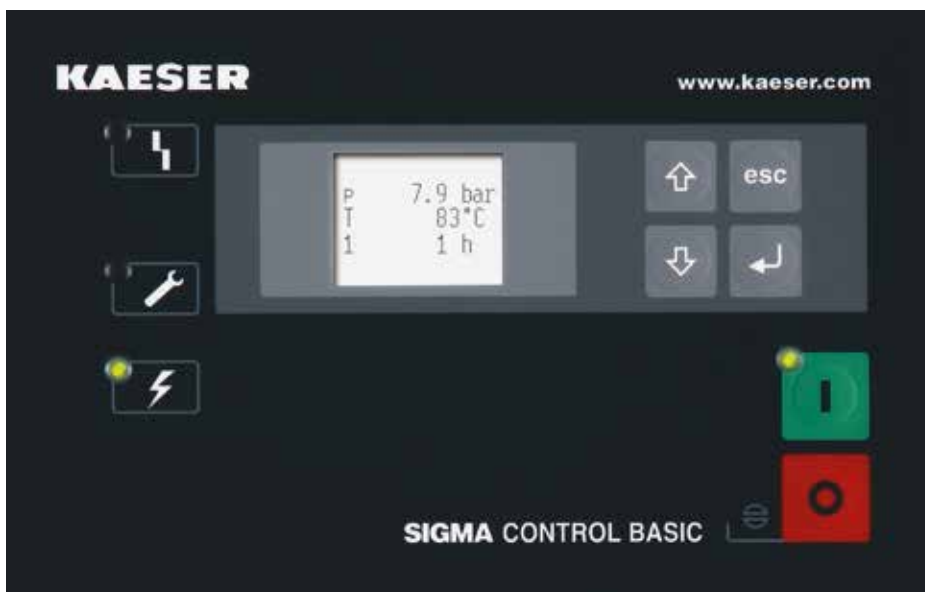 KAESER
www.kaeser.com
P 7.9 bar
T 83°C
1 1 h
esc
I
O
SIGMA CONTROL BASIC